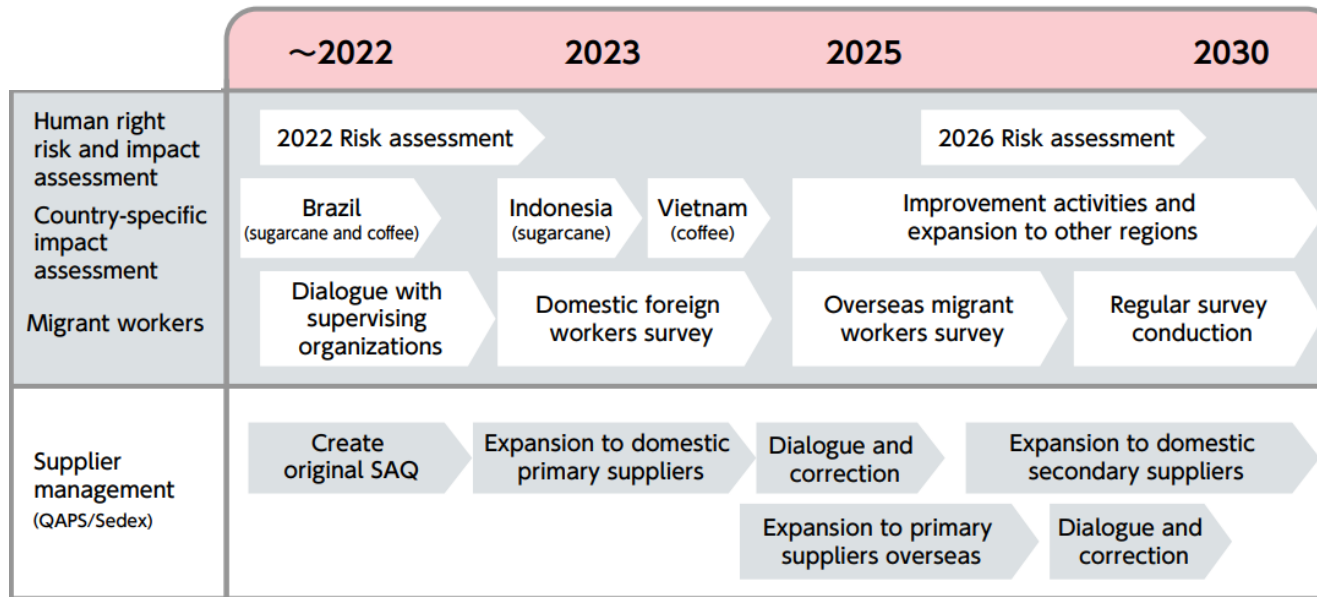 ～2022
2023
2025
2030
Human right
risk and impact
assessment
2022 Risk assessment
2026 Risk assessment
Country-specific
impact
assessment
Brazil
(sugarcane and coffee)
Indonesia
(sugarcane)
Vietnam
(coffee)
Improvement activities and
expansion to other regions
Migrant workers
Dialogue with
supervising
organizations
Domestic foreign
workers survey
Overseas migrant
workers survey
Regular survey
conduction
Supplier
management
(QAPS/Sedex)
Create
original SAQ
Expansion to domestic
primary suppliers
Dialogue and
correction
Expansion to domestic
secondary suppliers
Expansion to primary
suppliers overseas
Dialogue and
correction